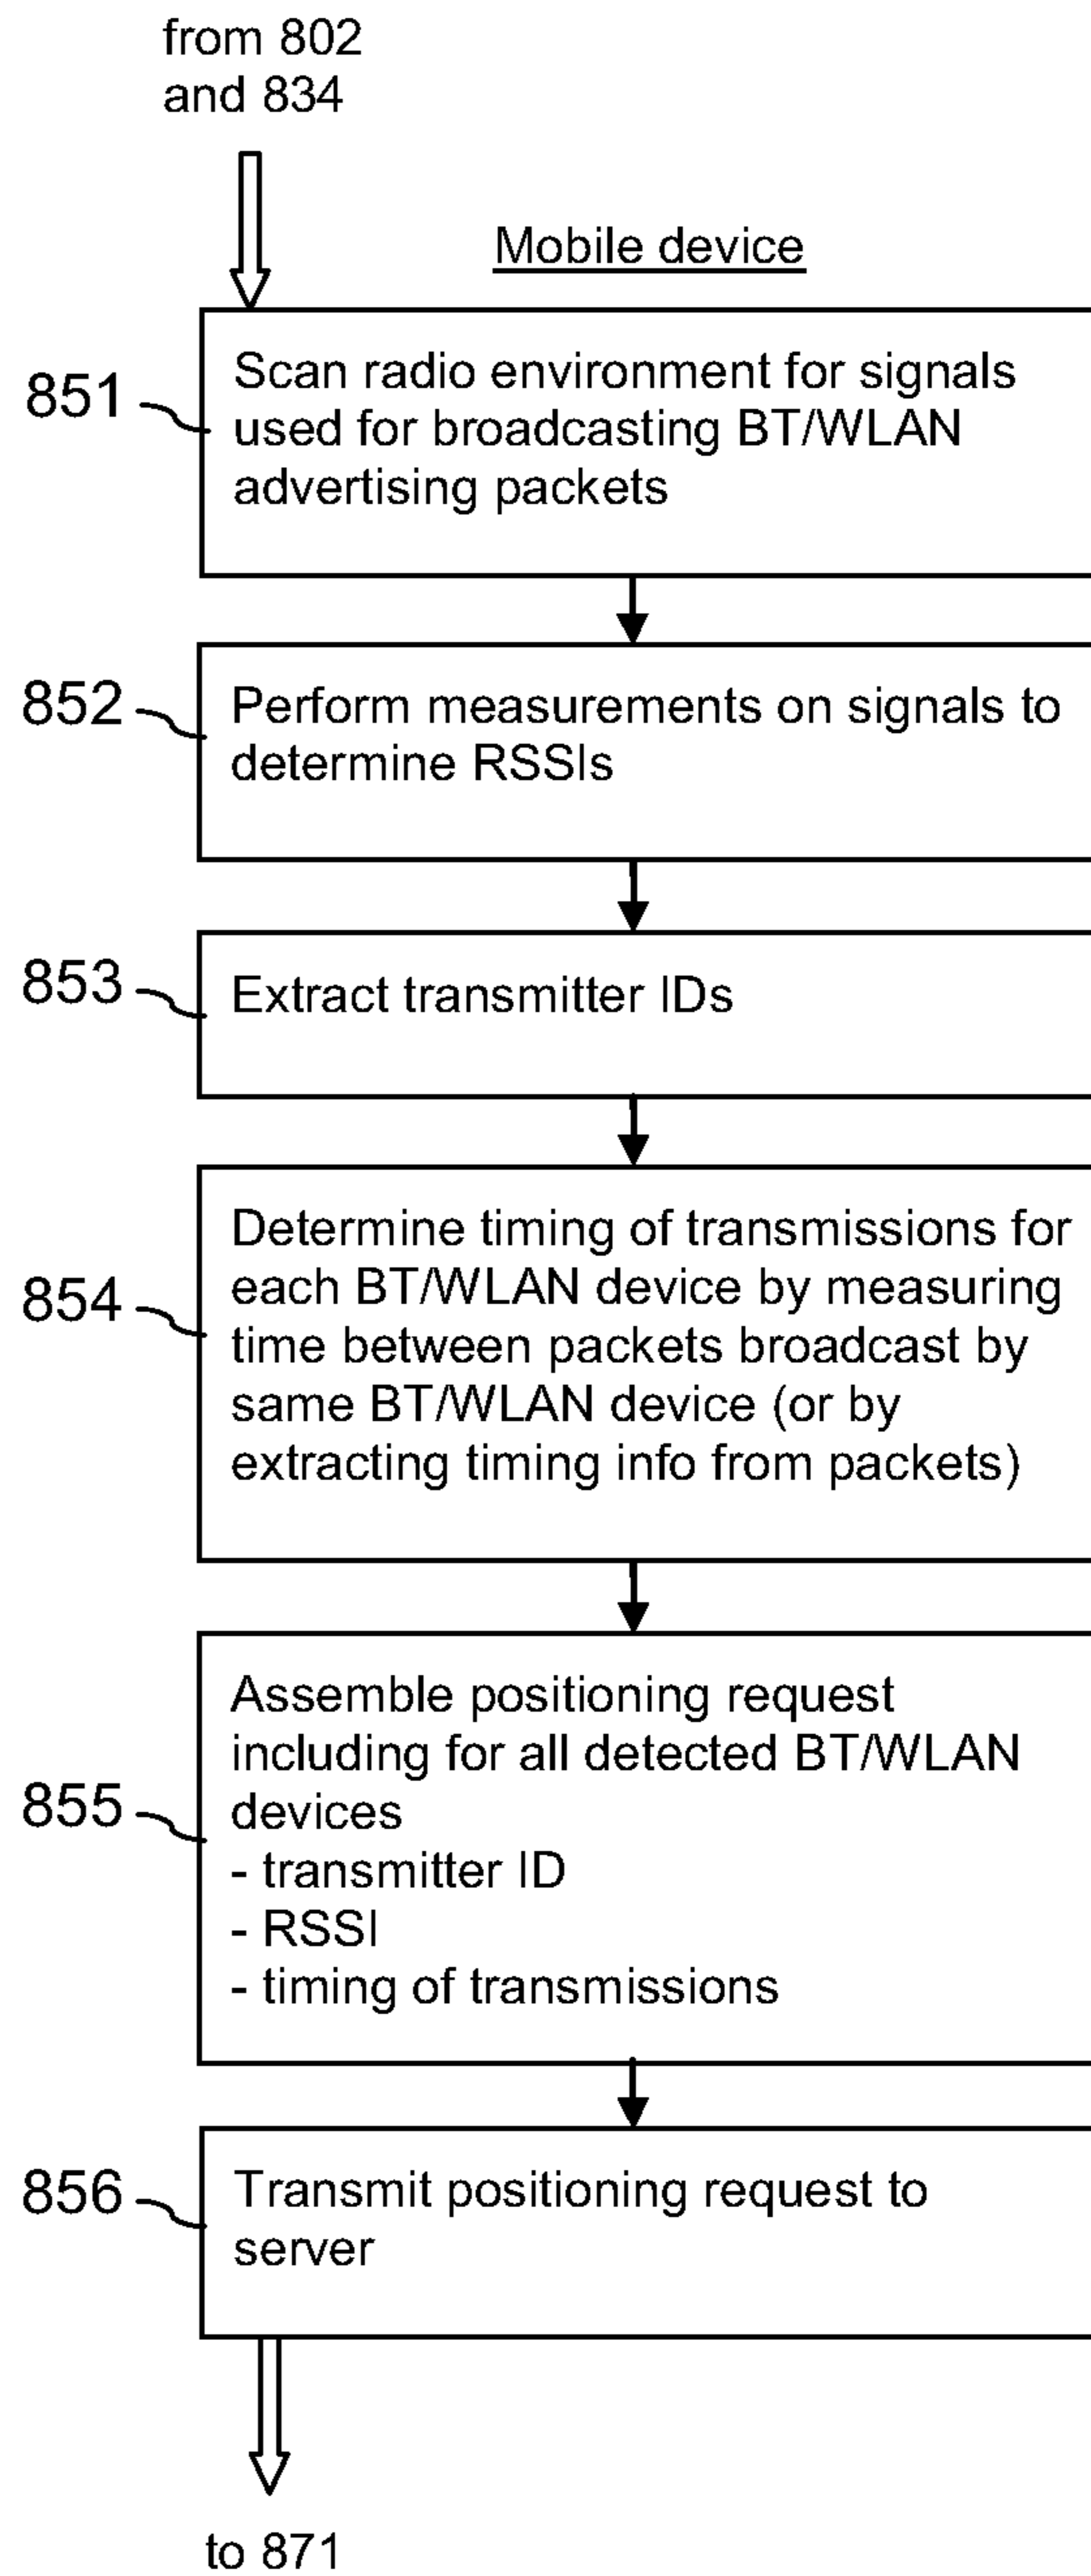 from 802
and 834
Mobile device
851
Scan radio environment for signals
used for broadcasting BT/WLAN
advertising packets
852
Perform measurements on signals to
determine RSSIs
853
Extract transmitter IDs
854
Determine timing of transmissions for
each BT/WLAN device by measuring
time between packets broadcast by
same BT/WLAN device (or by
extracting timing info from packets)
855
Assemble positioning request
including for all detected BT/WLAN
devices
- transmitter ID
- RSSI
- timing of transmissions
856
Transmit positioning request to
server
to 871